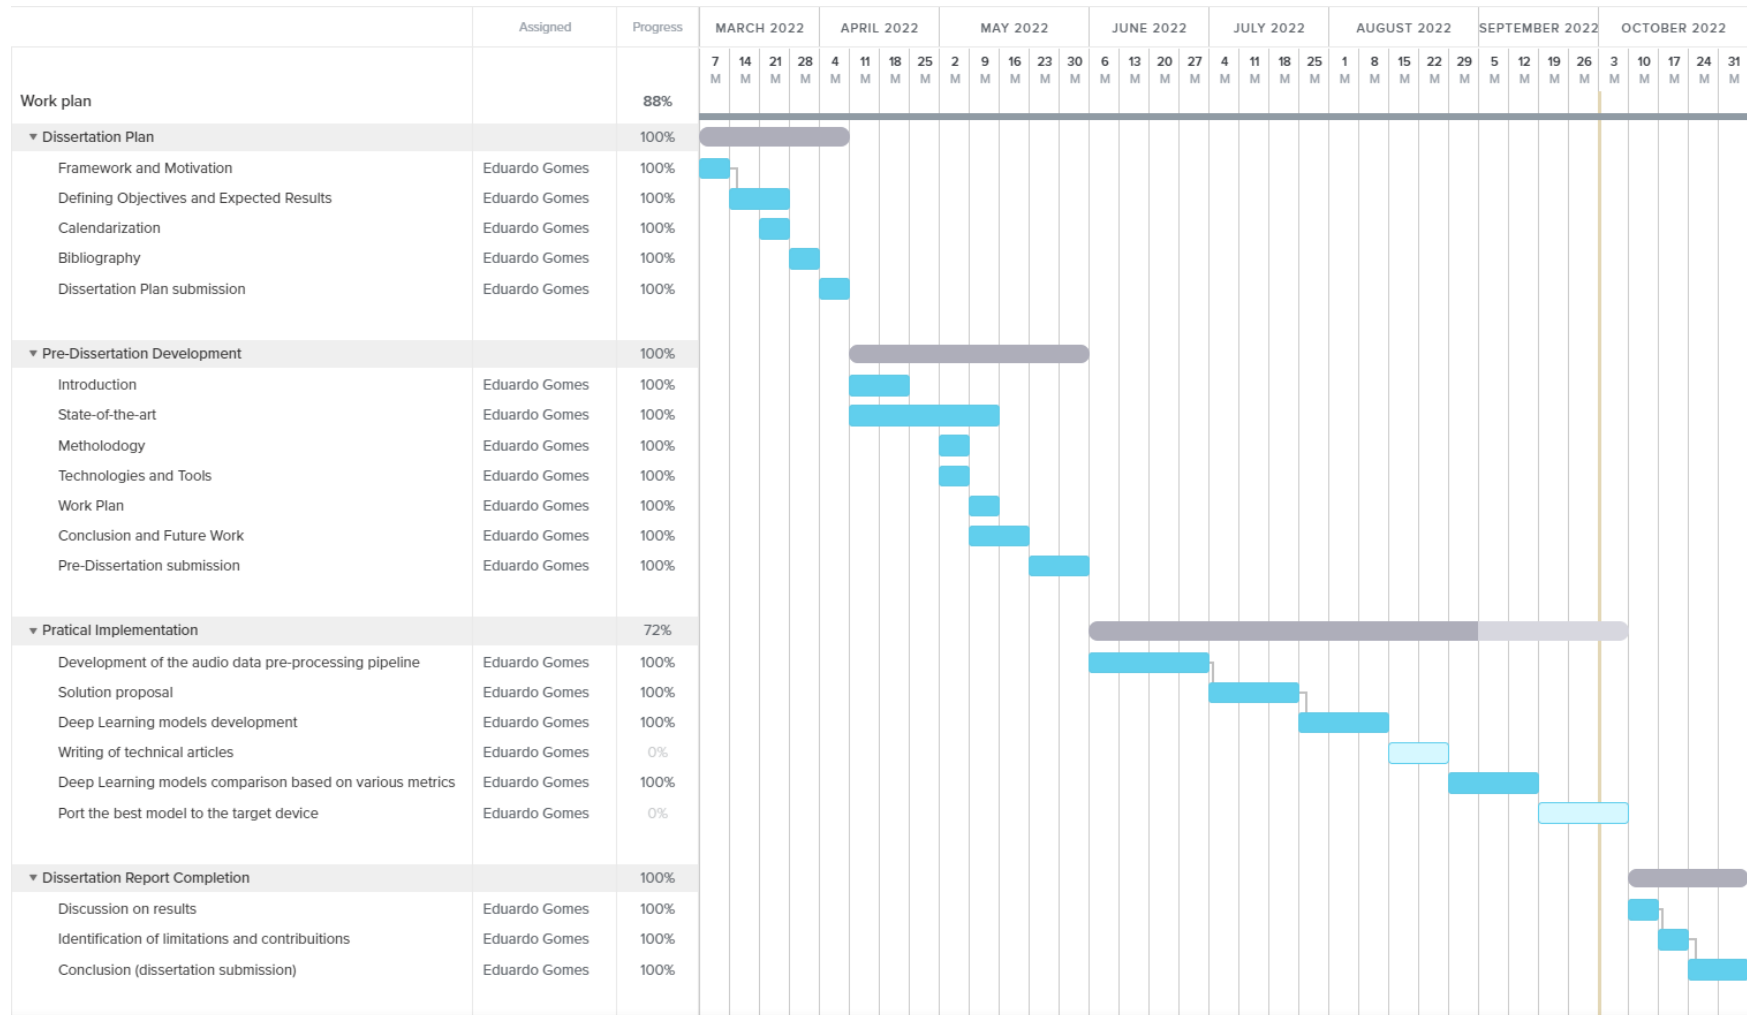 Assigned Progress MARCH 2022 APRIL 2022 MAY 2022 JUNE 2022 JULY 2022 AUGUST 2022 SEPTEMBER 2022 OCTOBER 2022
7 14 21 28 4 11 18 25 2 9 16 23 30 6 13 20 27 4 11 18 25 1 8 15 22 29 5 12 19 26 3 10 17 24 31
M M M M M M M M M M M M M M M M M M M M M M M M M M M M M M M M M M M
Work plan 88%
Dissertation Plan 100%
Framework and Motivation Eduardo Gomes 100%
Defining Objectives and Expected Results Eduardo Gomes 100%
Calendarization Eduardo Gomes 100%
Bibliography Eduardo Gomes 100%
Dissertation Plan submission Eduardo Gomes 100%
Pre-Dissertation Development 100%
Introduction Eduardo Gomes 100%
State-of-the-art Eduardo Gomes 100%
Metholodogy Eduardo Gomes 100%
Technologies and Tools Eduardo Gomes 100%
Work Plan Eduardo Gomes 100%
Conclusion and Future Work Eduardo Gomes 100%
Pre-Dissertation submission Eduardo Gomes 100%
Pratical Implementation 72%
Development of the audio data pre-processing pipeline Eduardo Gomes 100%
Solution proposal Eduardo Gomes 100%
Deep Learning models development Eduardo Gomes 100%
Writing of technical articles Eduardo Gomes 0%
Deep Learning models comparison based on various metrics Eduardo Gomes 100%
Port the best model to the target device Eduardo Gomes 0%
Dissertation Report Completion 100%
Discussion on results Eduardo Gomes 100%
Identification of limitations and contribuitions Eduardo Gomes 100%
Conclusion (dissertation submission) Eduardo Gomes 100%